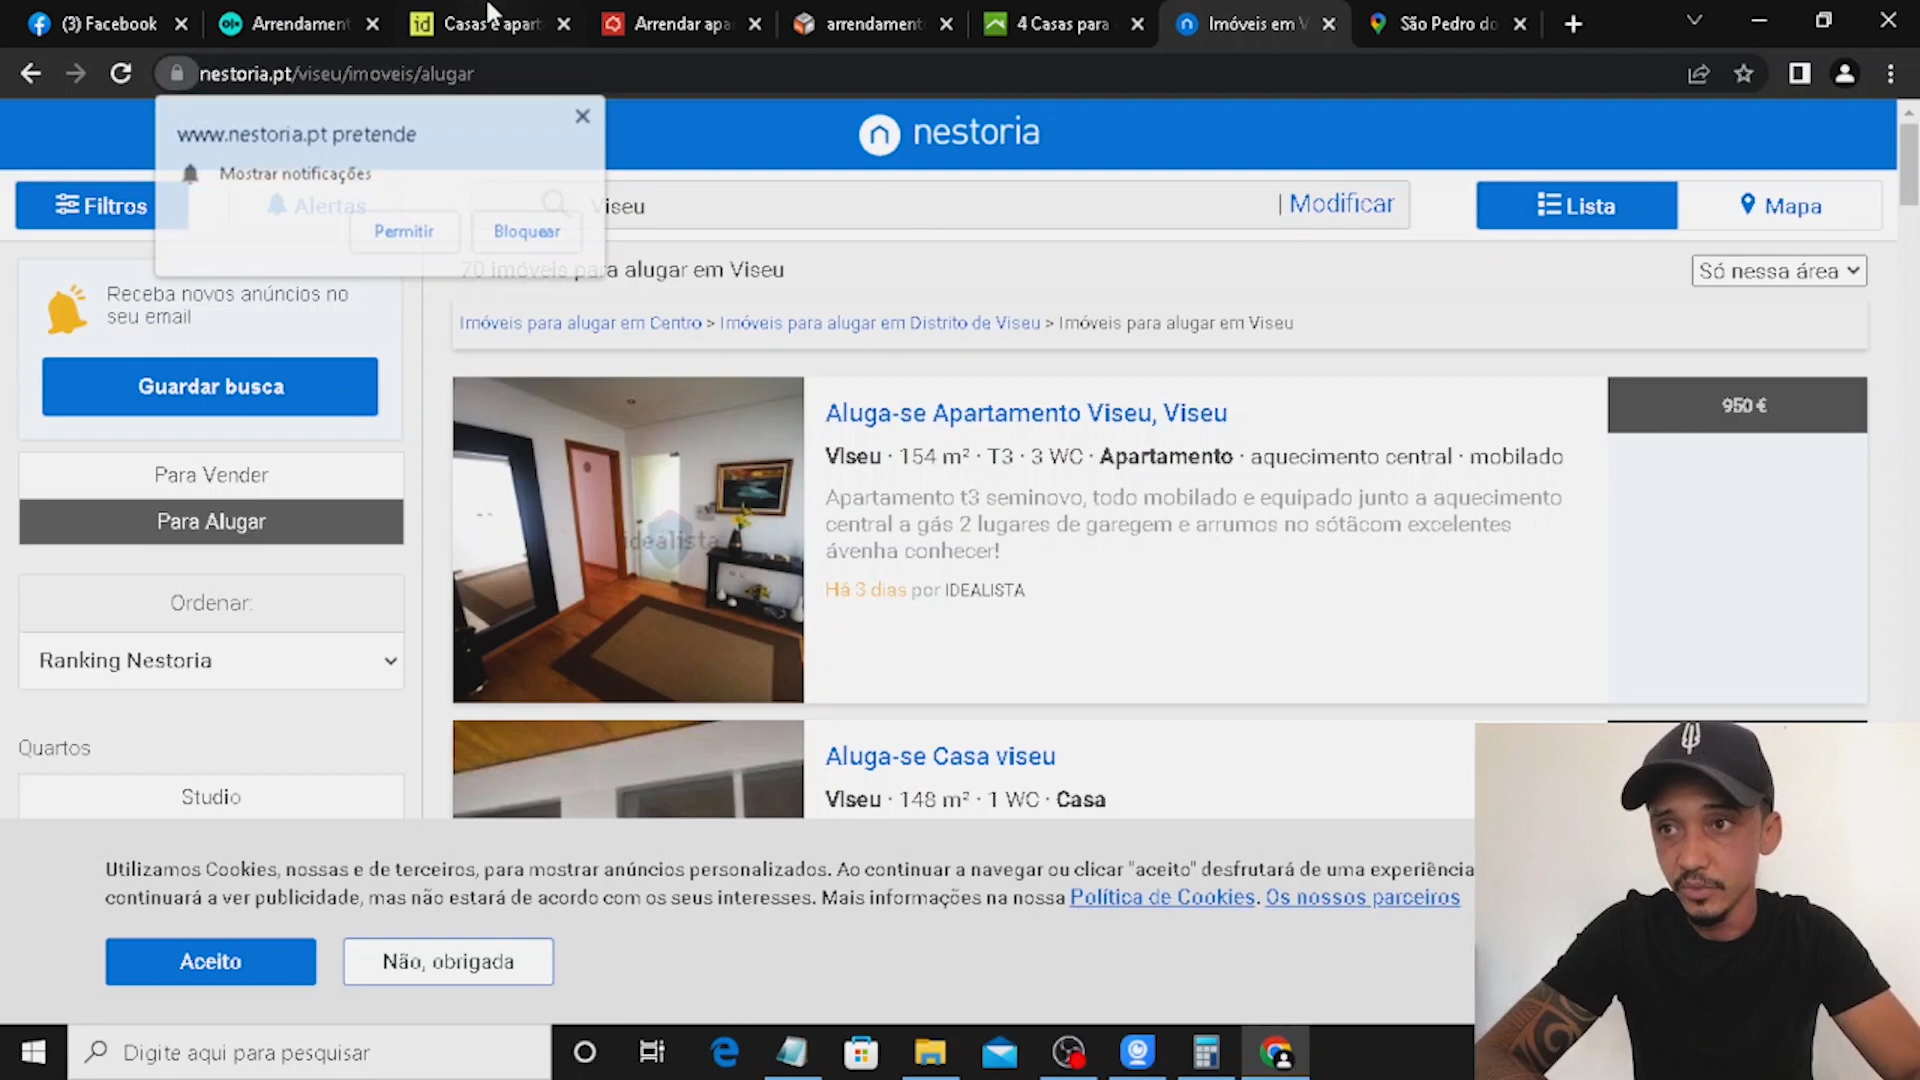 (3) Facebook
Arrendament
id
Casas e apart
Arrendar apa
arrendament
4 Casas para
Imóveis em V
São Pedro do
nestoria.pt/viseu/imoveis/alugar
www.nestoria.pt pretende
Mostrar notificações
Permitir
Bloquear
nestoria
Filtros
Alertas
Viseu
| Modificar
Lista
Mapa
70 imóveis para alugar em Viseu
Só nessa área
Receba novos anúncios no
seu email
Guardar busca
Imóveis para alugar em Centro > Imóveis para alugar em Distrito de Viseu > Imóveis para alugar em Viseu
Para Vender
Para Alugar
Ordenar:
Ranking Nestoria
Quartos
Studio
idealista
Aluga-se Apartamento Viseu, Viseu
Viseu · 154 m² · T3 · 3 WC · Apartamento · aquecimento central · mobilado
Apartamento t3 seminovo, todo mobilado e equipado junto a aquecimento
central a gás 2 lugares de garegem e arrumos no sótãcom excelentes
ávenha conhecer!
Há 3 dias por IDEALISTA
950 €
Aluga-se Casa viseu
Viseu · 148 m² · 1 WC · Casa
Utilizamos Cookies, nossas e de terceiros, para mostrar anúncios personalizados. Ao continuar a navegar ou clicar "aceito" desfrutará de uma experiência
continuará a ver publicidade, mas não estará de acordo com os seus interesses. Mais informações na nossa Política de Cookies. Os nossos parceiros
Aceito
Não, obrigada
Digite aqui para pesquisar